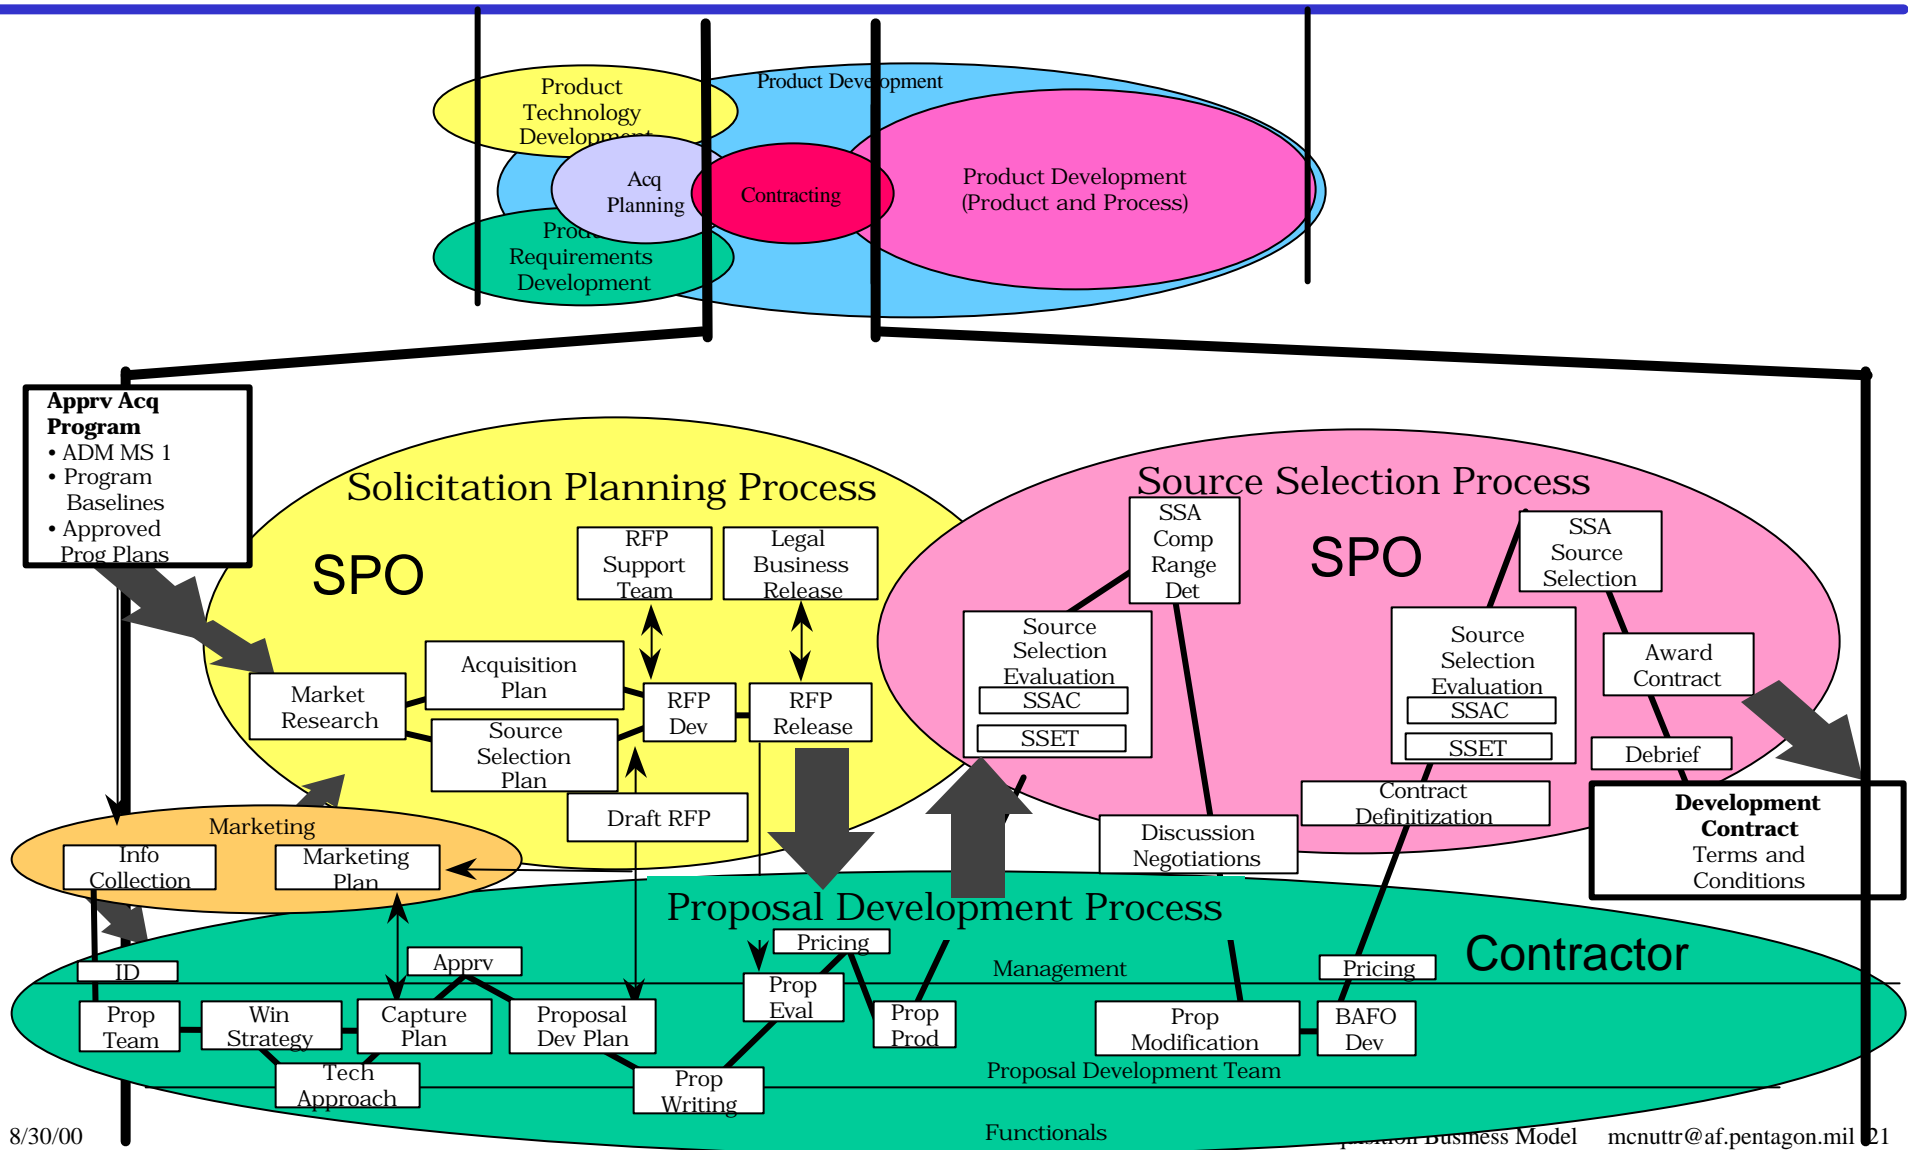 Product Development
Product
Technology
Development
Acq
Planning
Contracting
Product Development
(Product and Process)
Requirements
Development
Apprv Acq
Program
• ADM MS 1
• Program
Baselines
• Approved
Prog Plans
Solicitation Planning Process
SPO
RFP
Support
Team
Legal
Business
Release
Market
Research
Acquisition
Plan
Source
Selection
Plan
RFP
Dev
RFP
Release
Draft RFP
Source Selection Process
SPO
SSA
Comp
Range
Det
Source
Selection
Evaluation
SSAC
SSET
SSA
Source
Selection
Source
Selection
Evaluation
SSAC
SSET
Award
Contract
Debrief
Contract
Definitization
Discussion
Negotiations
Development
Contract
Terms and
Conditions
Marketing
Info
Collection
Marketing
Plan
Proposal Development Process
Contractor
Management
ID
Apprv
Pricing
Pricing
Prop
Team
Win
Strategy
Capture
Plan
Proposal
Dev Plan
Prop
Eval
Prop
Prod
Prop
Modification
BAFO
Dev
Tech
Approach
Prop
Writing
Proposal Development Team
Functionals
8/30/00
Business Model mcnuttr@af.pentagon.mil 21